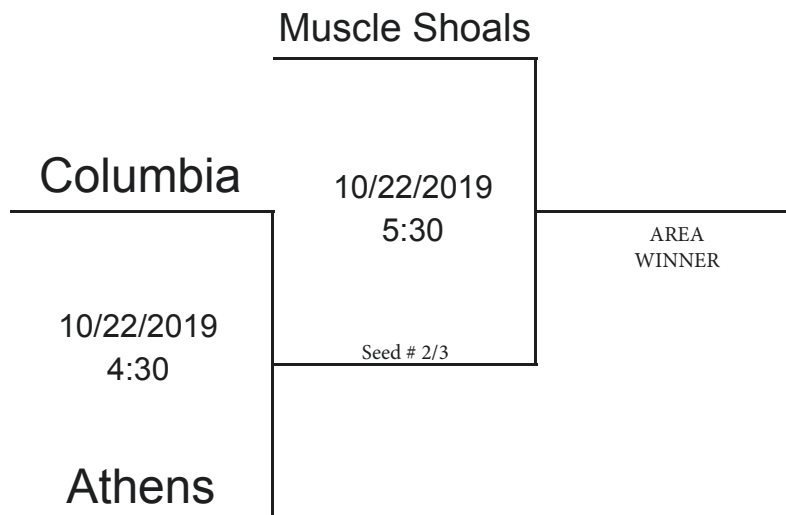 Muscle Shoals
Columbia
10/22/2019
5:30
AREA
WINNER
10/22/2019
4:30
Seed # 2/3
Athens